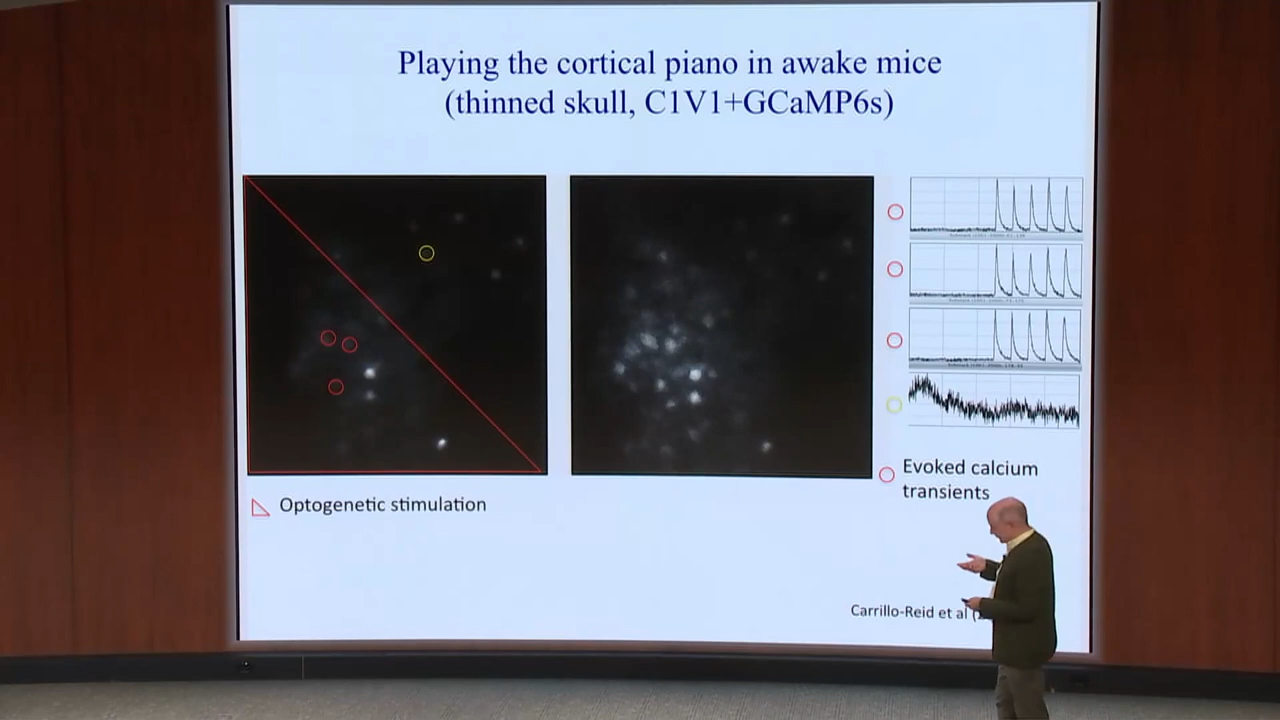 Playing the cortical piano in awake mice
(thinned skull, C1V1+GCaMP6s)
Optogenetic stimulation
Evoked calcium
transients
Carrillo-Reid et al